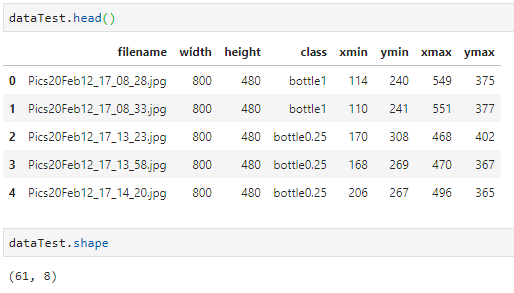 dataTest.head()
filename width height class xmin ymin xmax ymax
0 Pics20Feb12_17_08_28.jpg 800 480 bottle1 114 240 549 375
1 Pics20Feb12_17_08_33.jpg 800 480 bottle1 110 241 551 377
2 Pics20Feb12_17_13_23.jpg 800 480 bottle0.25 170 308 468 402
3 Pics20Feb12_17_13_58.jpg 800 480 bottle0.25 168 269 470 367
4 Pics20Feb12_17_14_20.jpg 800 480 bottle0.25 206 267 496 365
dataTest.shape
(61, 8)